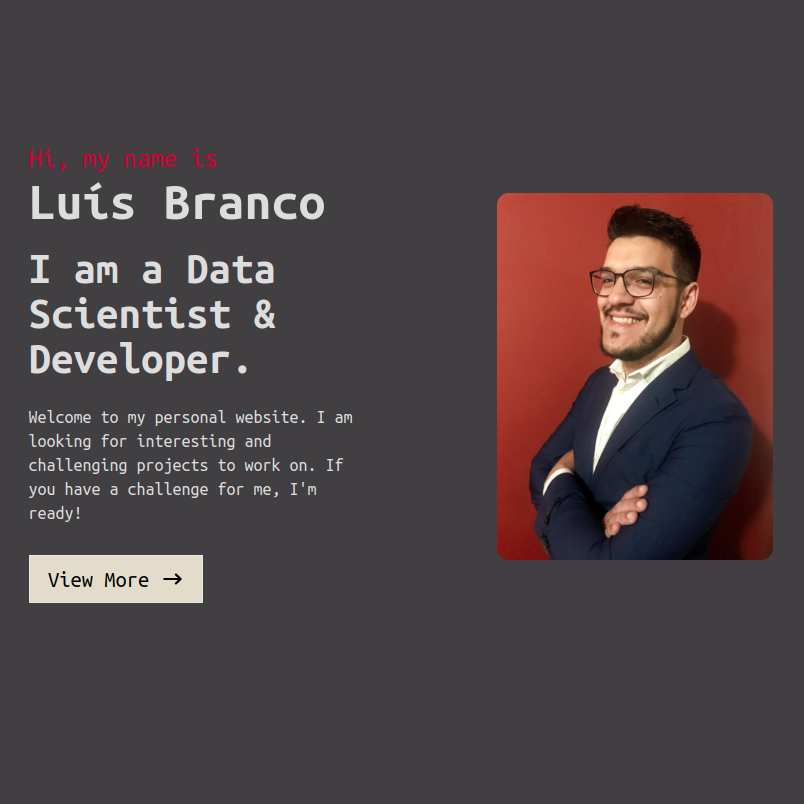 Hi, my name is
Luís Branco
I am a Data
Scientist &
Developer.
Welcome to my personal website. I am
looking for interesting and
challenging projects to work on. If
you have a challenge for me, I'm
ready!
View More →